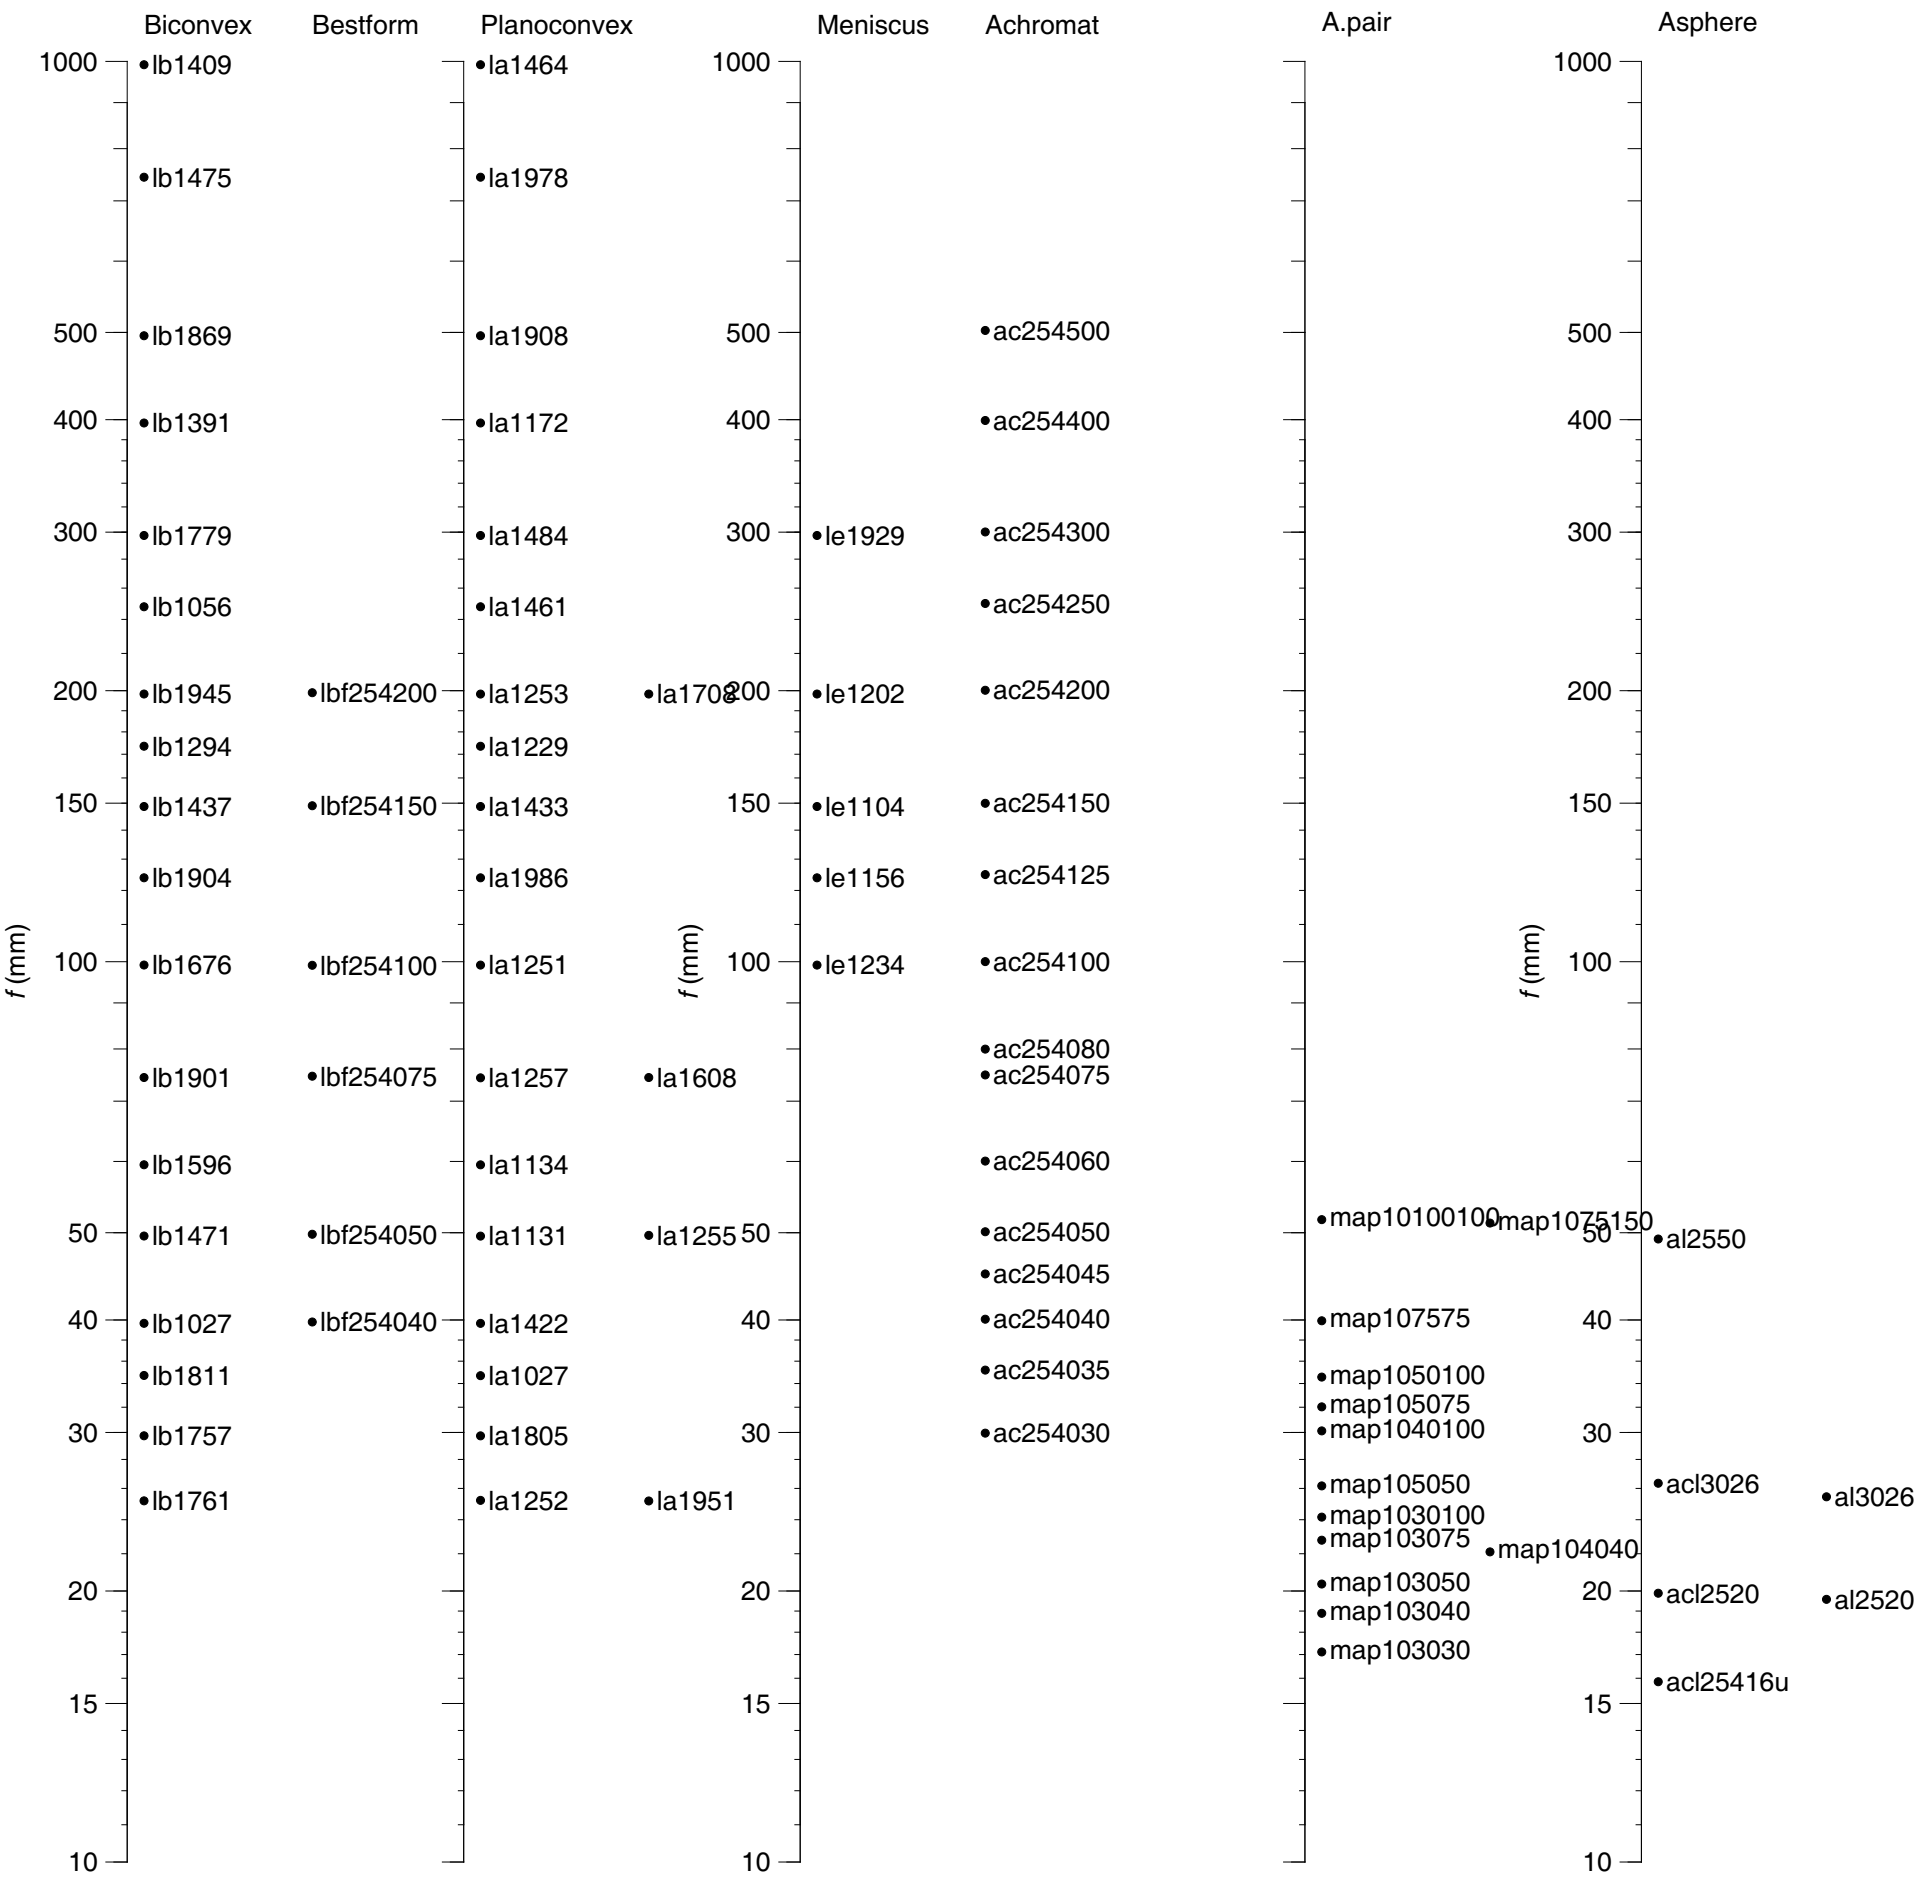 Biconvex Bestform Planoconvex Meniscus Achromat A.pair Asphere
1000 lb1409 la1464 1000 1000
lb1475 la1978
500 lb1869 la1908 500 ac254500 500
400 lb1391 la1172 400 ac254400 400
300 lb1779 la1484 300 le1929 ac254300 300
lb1056 la1461 ac254250
200 lb1945 lbf254200 la1253 la1708 200 le1202 ac254200 200
lb1294 la1229
150 lb1437 lbf254150 la1433 150 le1104 ac254150 150
lb1904 la1986 le1156 ac254125
f (mm) f (mm) f (mm)
100 lb1676 lbf254100 la1251 100 le1234 ac254100 100
ac254080
lb1901 lbf254075 la1257 la1608 ac254075
lb1596 la1134 ac254060
map10100100 map1075150
50 lb1471 lbf254050 la1131 la1255 50 ac254050 50 al2550
ac254045
40 lb1027 lbf254040 la1422 40 ac254040 map107575 40
lb1811 la1027 ac254035 map1050100
map105075
30 lb1757 la1805 30 ac254030 map1040100 30
lb1761 la1252 la1951 map105050 acl3026 al3026
map1030100
map103075 map104040
20 20 map103050 20 acl2520 al2520
map103040
map103030
acl25416u
15 15 15
10 10 10